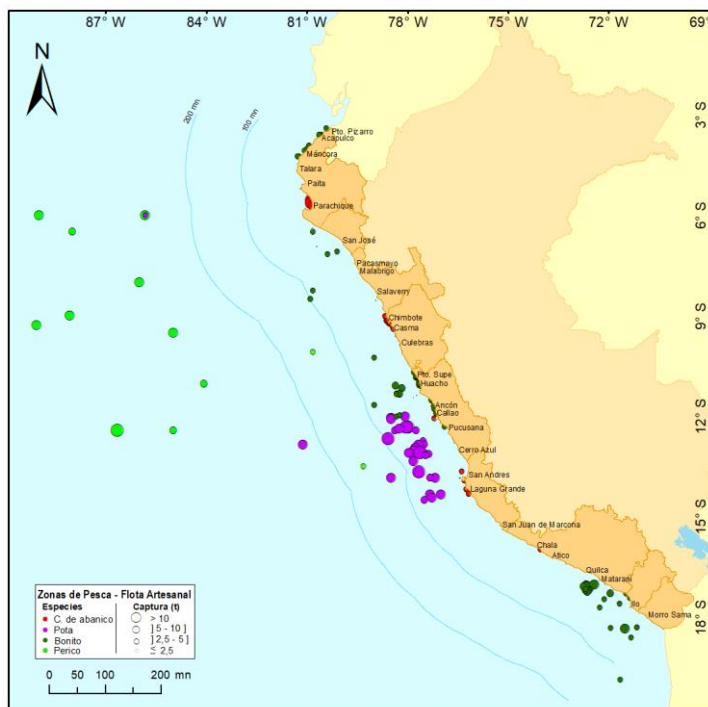 87° W 84° W 81° W 78° W 75° W 72° W 69°
N
3° S
6° S
9° S
12° S
15° S
18° S
200 mn
100 mn
Pto. Pizarro
Acapulco
Máncora
Talara
Paita
Parachique
San José
Pacasmayo
Malabrigo
Salaverry
Chimbote
Casma
Culebras
Pto. Supe
Huacho
Ancón
Callao
Pucusana
Cerro Azul
San Andres
Laguna Grande
San Juan de Marcona
Chala
Atico
Quilca
Matarani
Ilo
Morro Sama
Zonas de Pesca - Flota Artesanal
Especies Captura (t)
C. de abanico > 10
Pota ] 5 - 10 ]
Bonito ] 2,5 - 5 ]
Perico ≤ 2,5
0 50 100 200 mn